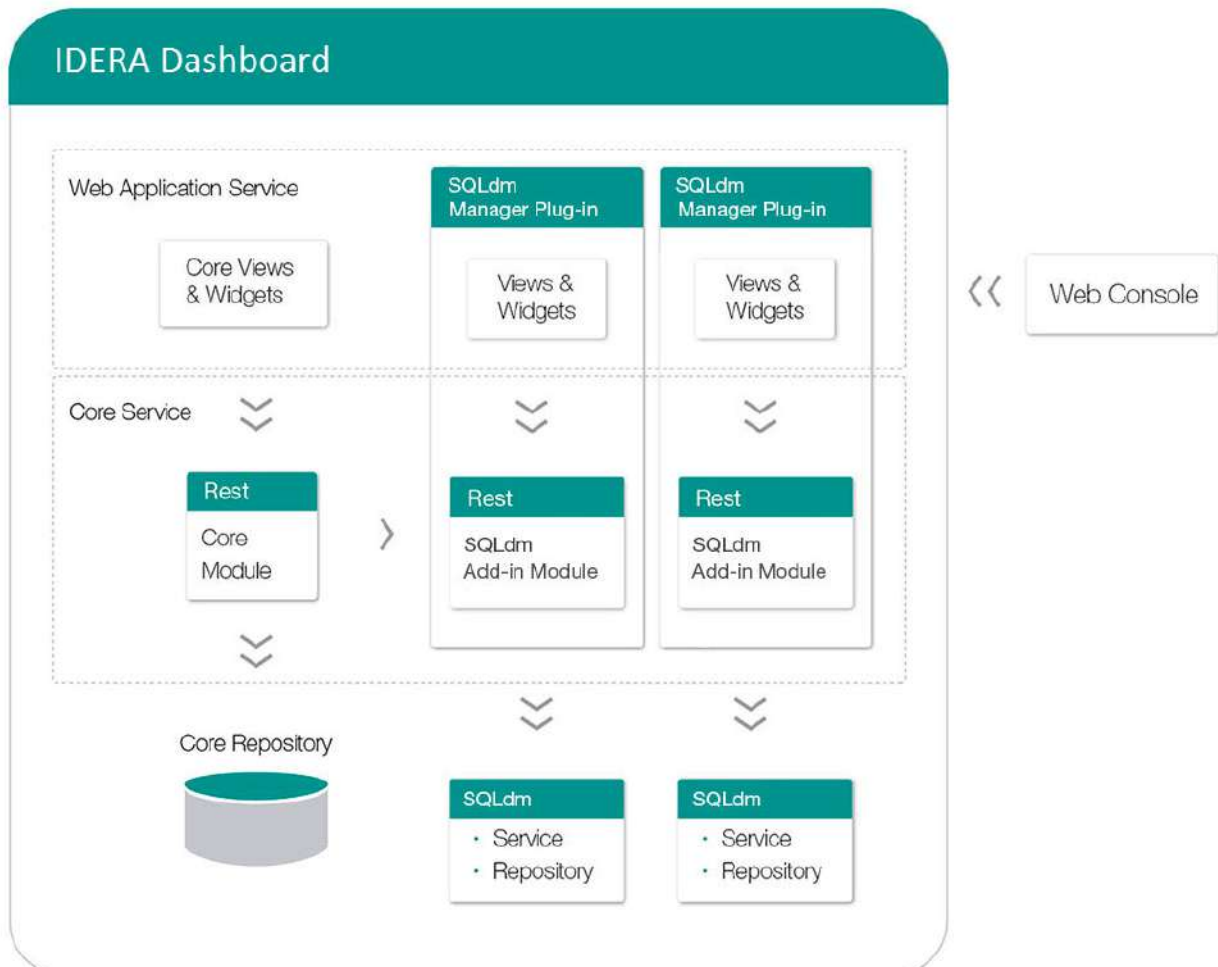 IDERA Dashboard
Web Application Service
Core Views
& Widgets
SQLdm
Manager Plug-in
Views &
Widgets
SQLdm
Manager Plug-in
Views &
Widgets
Web Console
Core Service
Rest
Core
Module
Rest
SQLdm
Add-in Module
Rest
SQLdm
Add-in Module
Core Repository
SQLdm
· Service
· Repository
SQLdm
· Service
· Repository